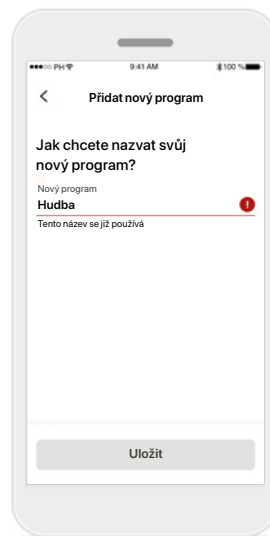 PH
9:41 AM
100 %
Přidat nový program
Jak chcete nazvat svůj
nový program?
Nový program
Hudba
!
Tento název se již používá
Uložit